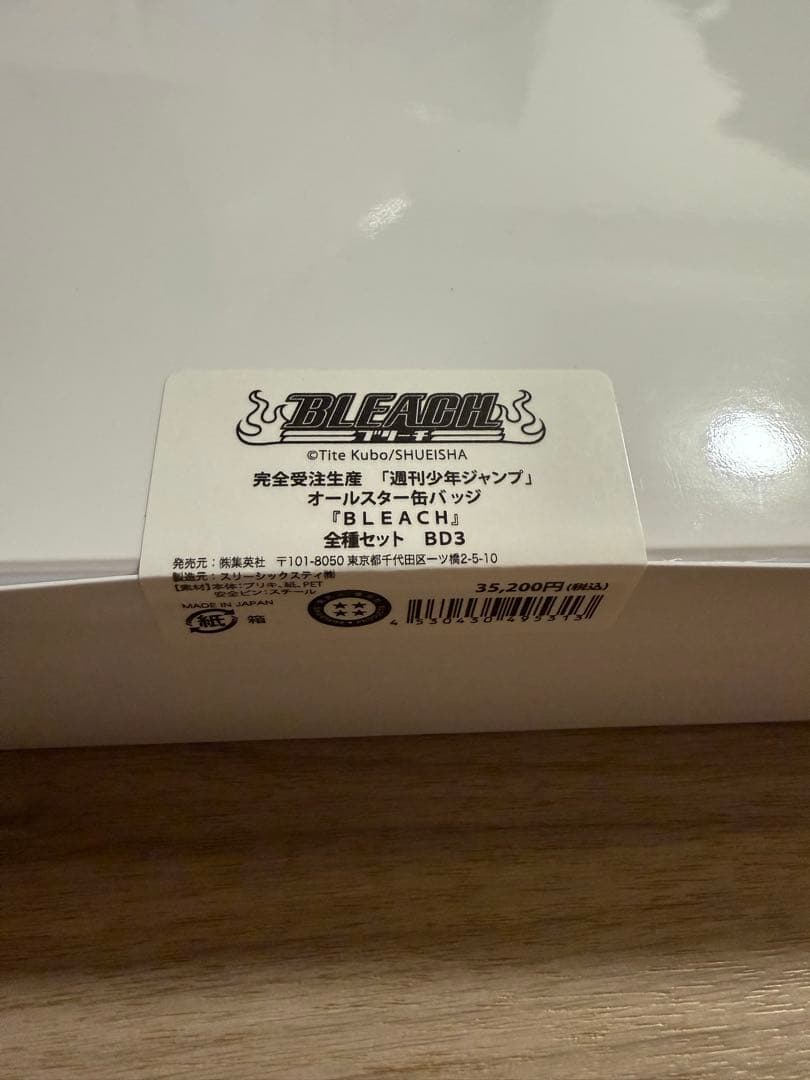 BLEACH
ブリーチ
©Tite Kubo/SHUEISHA
完全受注生産 「週刊少年ジャンプ」
オールスター缶バッジ
『BLEACH』
全種セット BD3
発売元:㈱集英社 〒101-8050 東京都千代田区一ツ橋2-5-10
製造元:スリーシックスティ㈱
【素材】本体:ブリキ、紙、PET
安全ピン:スチール
35,200円(税込)
MADE IN JAPAN
紙 箱
4 530430 495313